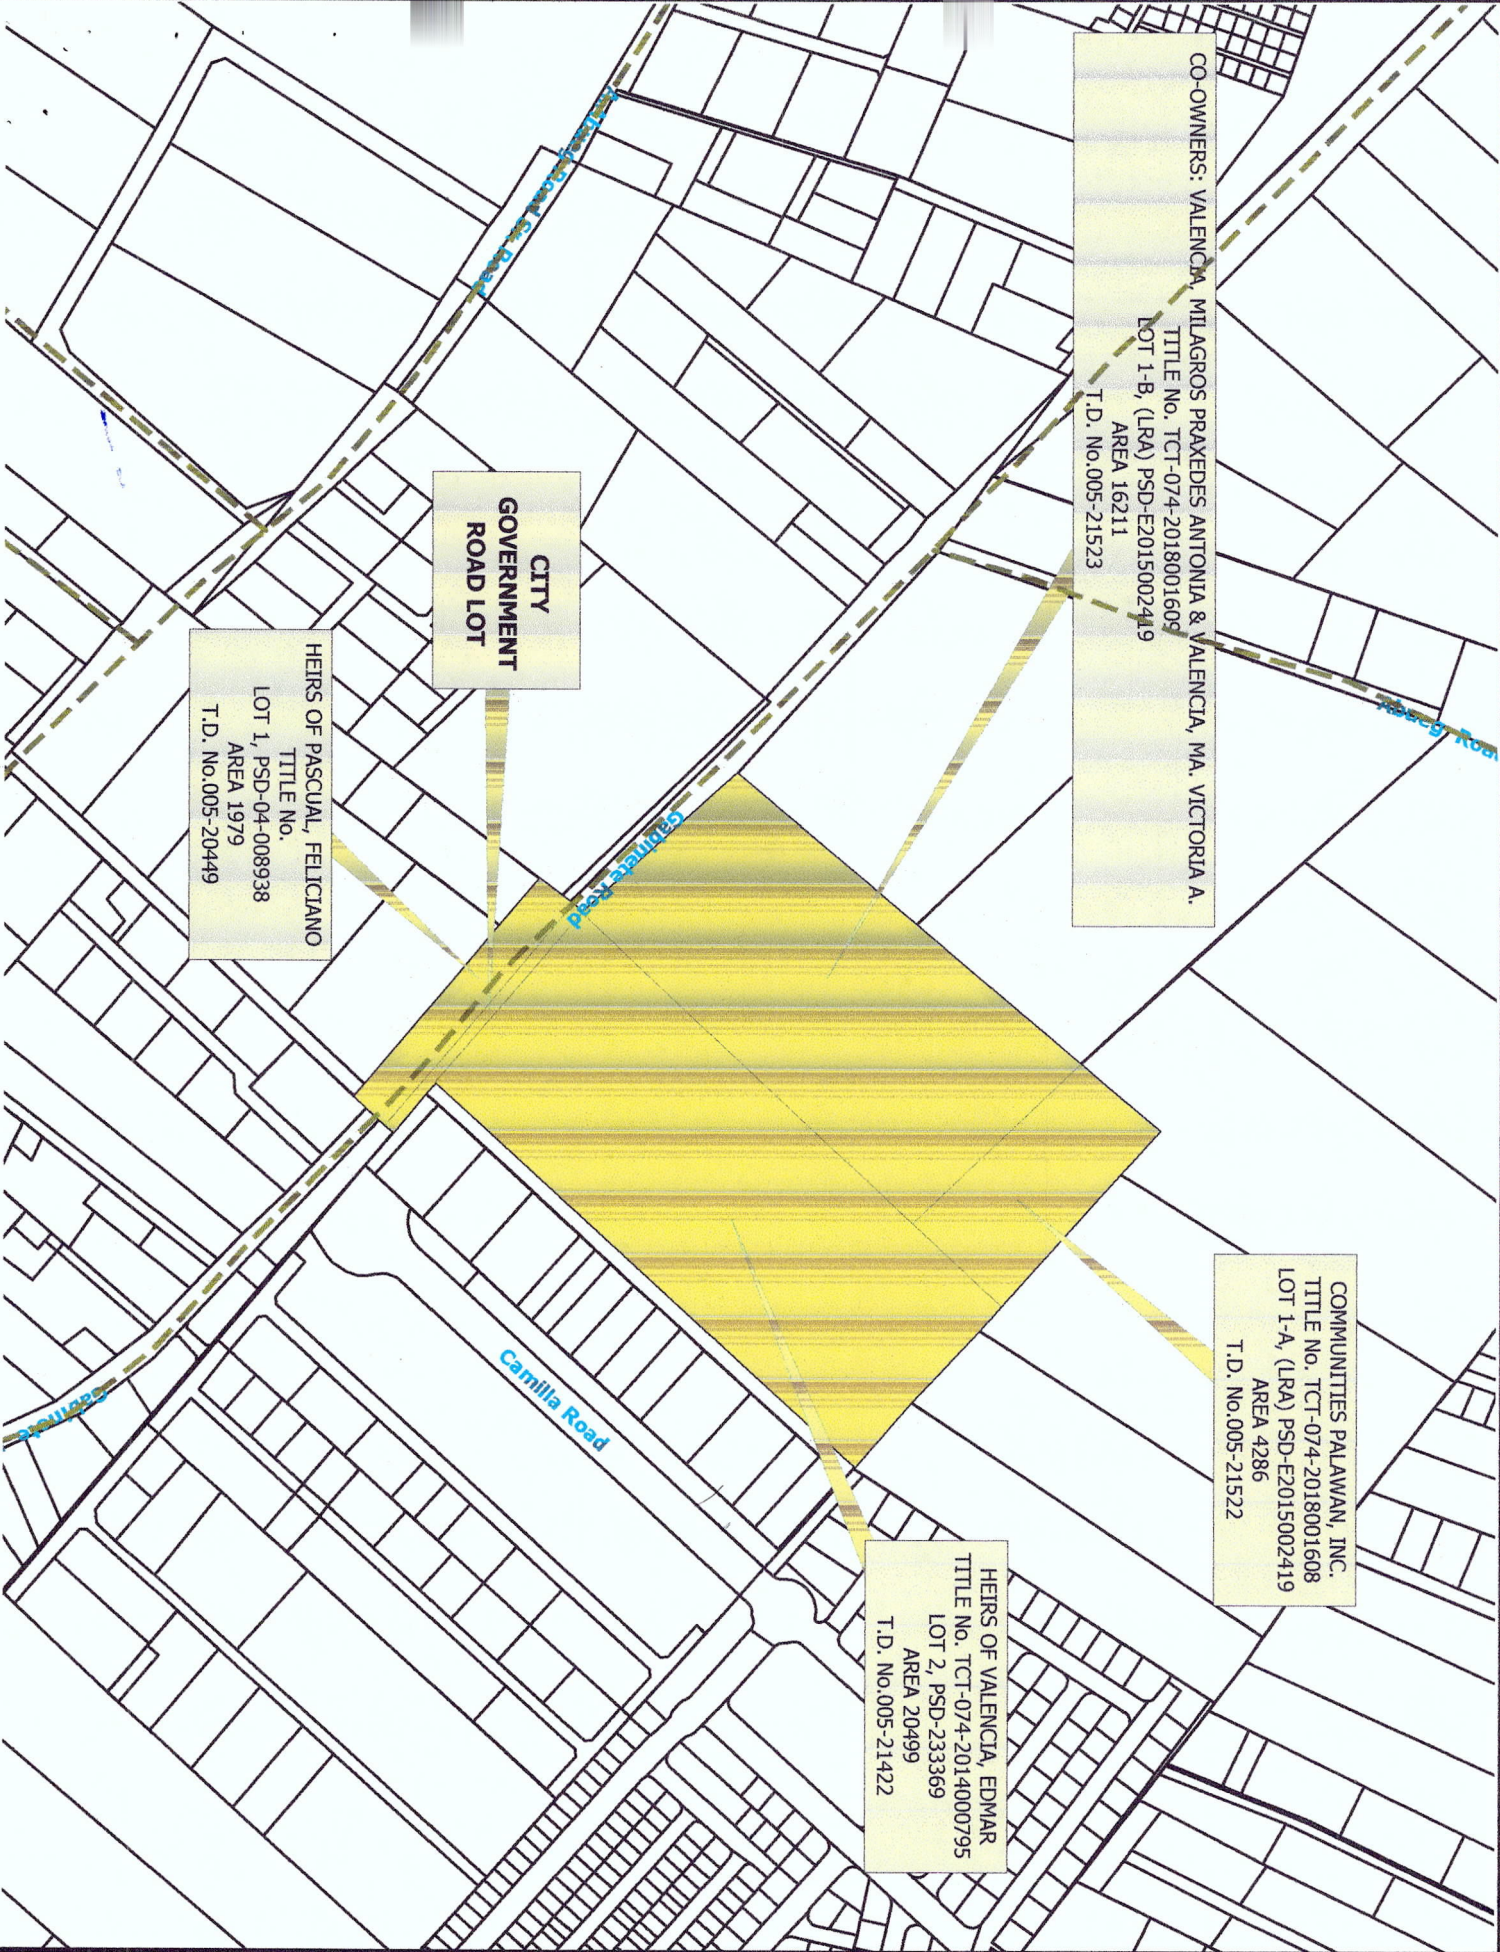 CO-OWNERS: VALENCIA, MILAGROS PRAXEDES ANTONIA & VALENCIA, MA. VICTORIA A.
TITLE No. TCT-074-2018001609
LOT 1-B, (LRA) PSD-E2015002419
AREA 16211
T.D. No.005-21523
COMMUNITIES PALAWAN, INC.
TITLE No. TCT-074-2018001608
LOT 1-A, (LRA) PSD-E2015002419
AREA 4286
T.D. No.005-21522
HEIRS OF VALENCIA, EDMAR
TITLE No. TCT-074-2014000795
LOT 2, PSD-233369
AREA 20499
T.D. No.005-21422
CITY
GOVERNMENT
ROAD LOT
HEIRS OF PASCUAL, FELICIANO
TITLE No.
LOT 1, PSD-04-008938
AREA 1979
T.D. No.005-20449
Abueg Road
Road
Road
Gabinete Road
Camilla Road
Gabinete